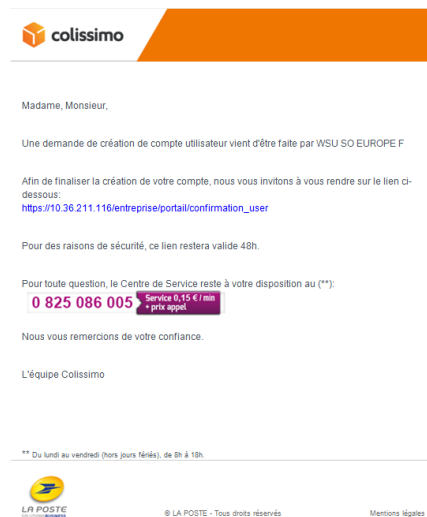 colissimo
Madame, Monsieur,
Une demande de création de compte utilisateur vient d'être faite par WSU SO EUROPE F
Afin de finaliser la création de votre compte, nous vous invitons à vous rendre sur le lien ci-
dessous:
https://10.36.211.116/entreprise/portail/confirmation_user
Pour des raisons de sécurité, ce lien restera valide 48h.
Pour toute question, le Centre de Service reste à votre disposition au (**):
0 825 086 005 Service 0,15 € / min
+ prix appel
Nous vous remercions de votre confiance.
L'équipe Colissimo
** Du lundi au vendredi (hors jours fériés), de 8h à 18h.
LA POSTE
SOLUTIONS BUSINESS
© LA POSTE - Tous droits réservés
Mentions légales